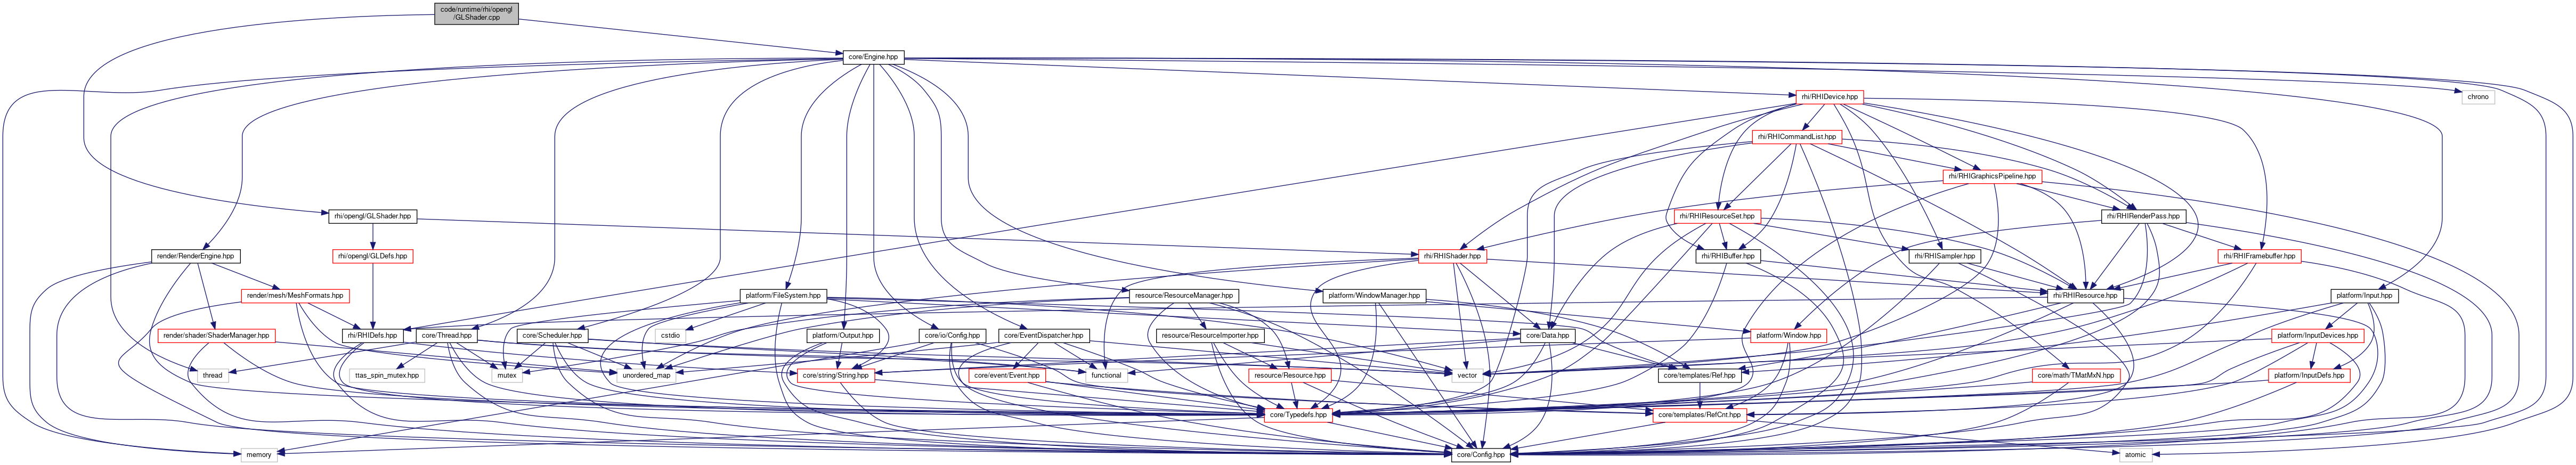 code/runtime/rhi/opengl
/GLShader.cpp
core/Engine.hpp
rhi/RHIDevice.hpp
chrono
rhi/RHICommandList.hpp
rhi/RHIGraphicsPipeline.hpp
rhi/opengl/GLShader.hpp
rhi/RHIResourceSet.hpp
rhi/RHIRenderPass.hpp
render/RenderEngine.hpp
rhi/opengl/GLDefs.hpp
rhi/RHIShader.hpp
rhi/RHIBuffer.hpp
rhi/RHISampler.hpp
rhi/RHIFramebuffer.hpp
render/mesh/MeshFormats.hpp
platform/FileSystem.hpp
resource/ResourceManager.hpp
platform/WindowManager.hpp
rhi/RHIResource.hpp
platform/Input.hpp
render/shader/ShaderManager.hpp
rhi/RHIDefs.hpp
core/Thread.hpp
core/Scheduler.hpp
cstdio
platform/Output.hpp
core/io/Config.hpp
core/EventDispatcher.hpp
resource/ResourceImporter.hpp
core/Data.hpp
platform/Window.hpp
platform/InputDevices.hpp
thread
ttas_spin_mutex.hpp
mutex
unordered_map
core/string/String.hpp
core/event/Event.hpp
functional
resource/Resource.hpp
vector
core/templates/Ref.hpp
core/math/TMatMxN.hpp
platform/InputDefs.hpp
core/Typedefs.hpp
core/templates/RefCnt.hpp
memory
core/Config.hpp
atomic